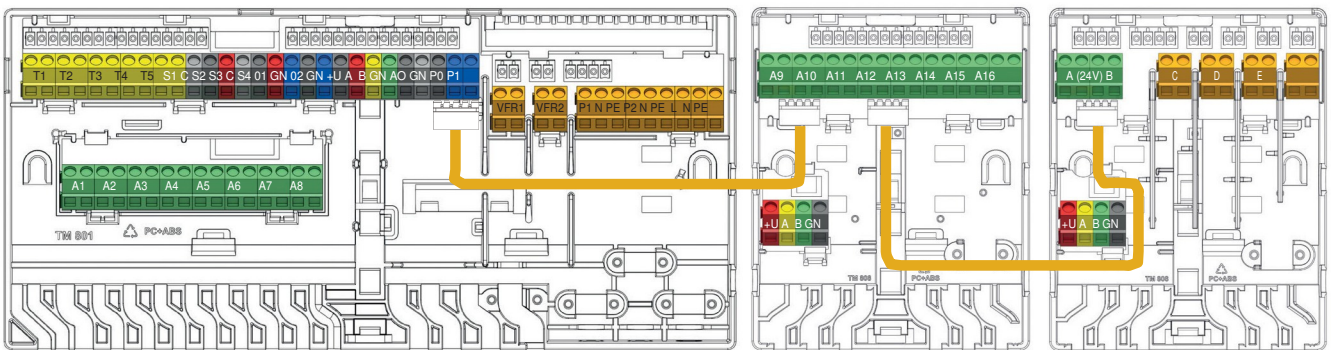 T1 T2 T3 T4 T5 S1 C S2 S3 C S4 01 GN 02 GN +U A B GN AO GN P0 P1
VFR1 VFR2 P1 N PE P2 N PE L N PE
A1 A2 A3 A4 A5 A6 A7 A8
TM 801 PC+ABS
A9 A10 A11 A12 A13 A14 A15 A16
+U A B GN
TM 808 PC+ABS
A (24V) B C D E
+U A B GN
TM 808 PC+ABS